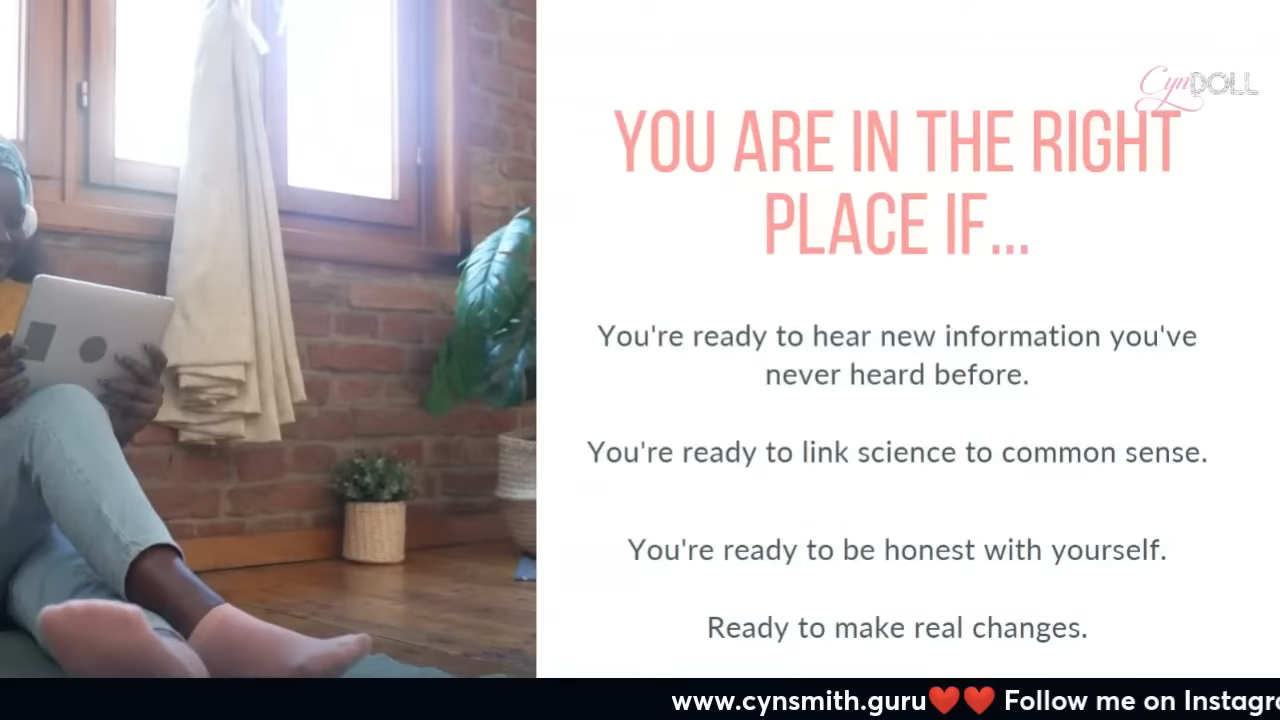 CynDOLL
YOU ARE IN THE RIGHT
PLACE IF...
You're ready to hear new information you've
never heard before.
You're ready to link science to common sense.
You're ready to be honest with yourself.
Ready to make real changes.
www.cynsmith.guru❤️❤️ Follow me on Instagr